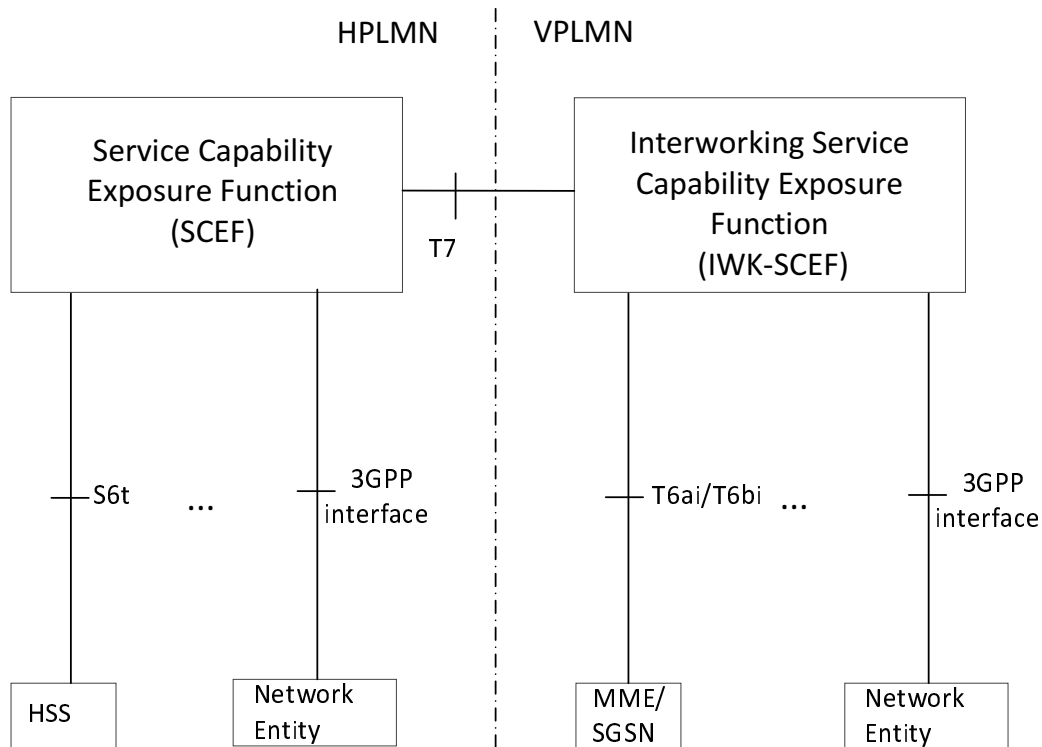 HPLMN
VPLMN
Service Capability
Exposure Function
(SCEF)
T7
Interworking Service
Capability Exposure
Function
(IWK-SCEF)
S6t
...
3GPP
interface
T6ai/T6bi
...
3GPP
interface
HSS
Network
Entity
MME/
SGSN
Network
Entity